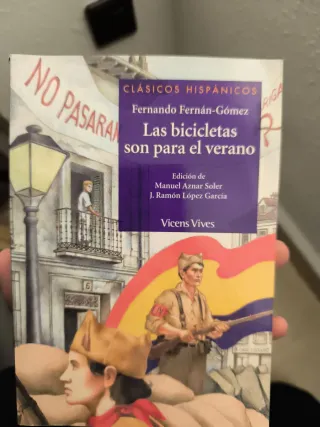 CLÁSICOS HISPÁNICOS
Fernando Fernán-Gómez
Las bicicletas
son para el verano
Edición de
Manuel Aznar Soler
J. Ramón López García
Vicens Vives
NO PASARAN